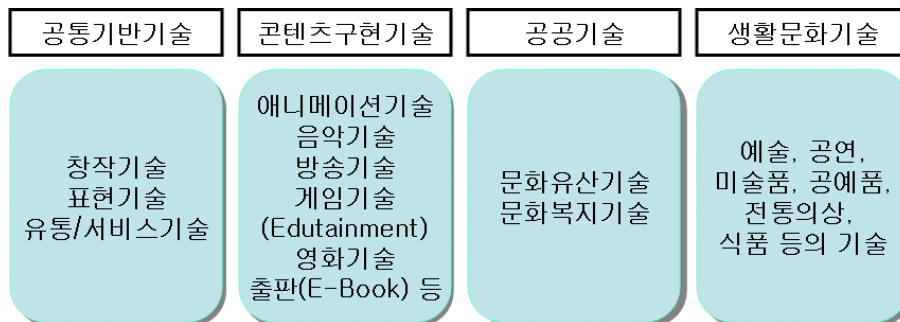 공통기반기술
콘텐츠구현기술
공공기술
생활문화기술
창작기술
표현기술
유통/서비스기술
애니메이션기술
음악기술
방송기술
게임기술
(Edutainment)
영화기술
출판(E-Book) 등
문화유산기술
문화복지기술
예술, 공연,
미술품, 공예품,
전통의상,
식품 등의 기술